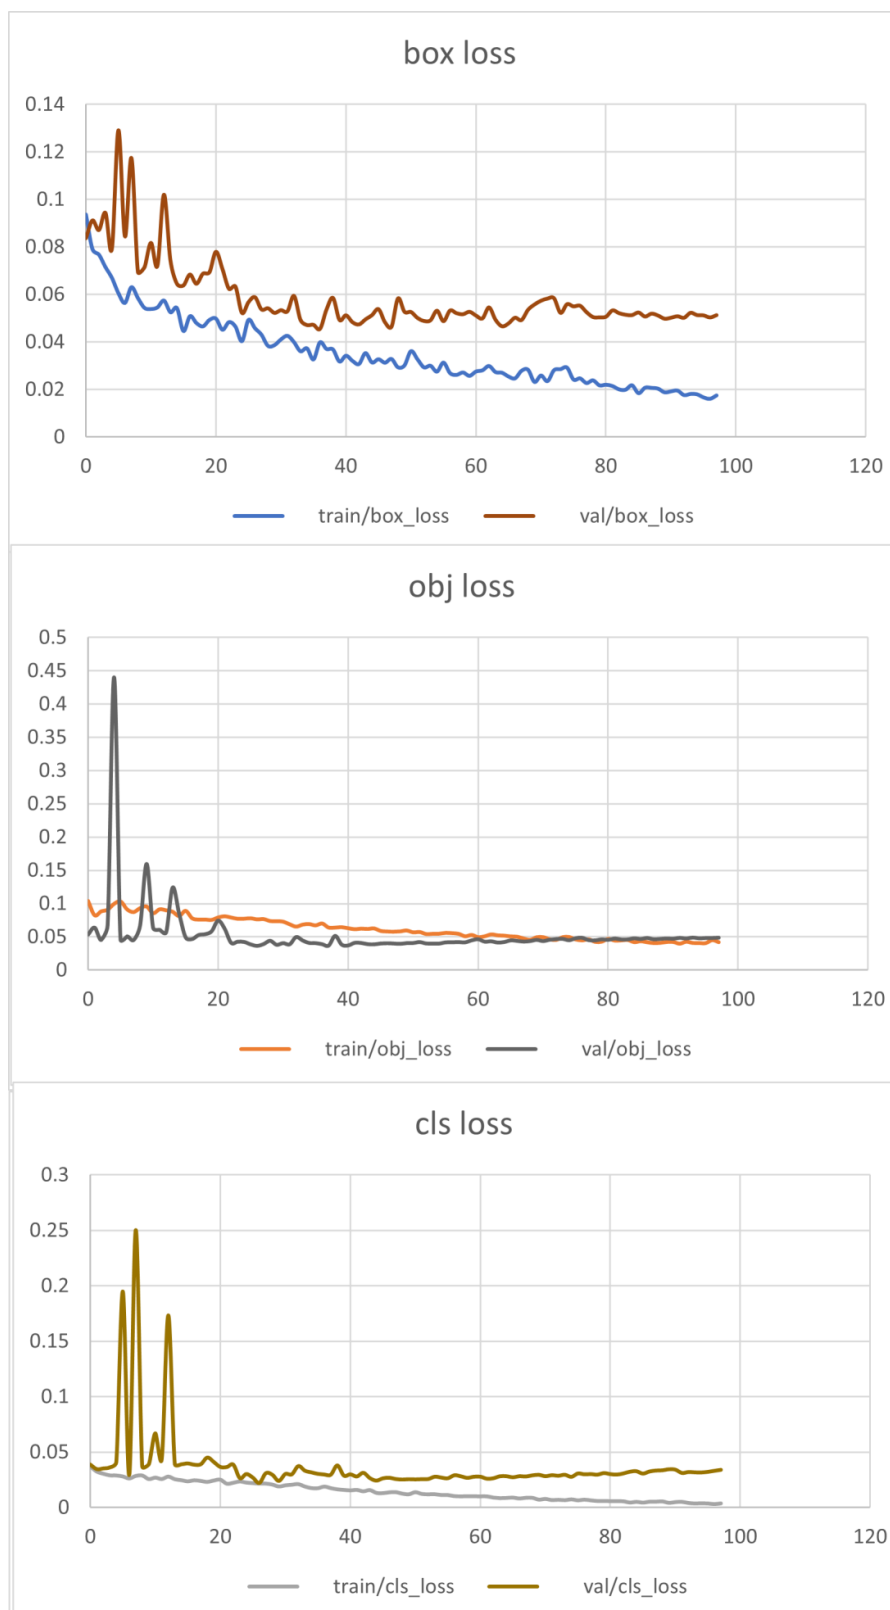 box loss
0.14
0.12
0.1
0.08
0.06
0.04
0.02
0
0 20 40 60 80 100 120
train/box_loss val/box_loss
obj loss
0.5
0.45
0.4
0.35
0.3
0.25
0.2
0.15
0.1
0.05
0
0 20 40 60 80 100 120
train/obj_loss val/obj_loss
cls loss
0.3
0.25
0.2
0.15
0.1
0.05
0
0 20 40 60 80 100 120
train/cls_loss val/cls_loss